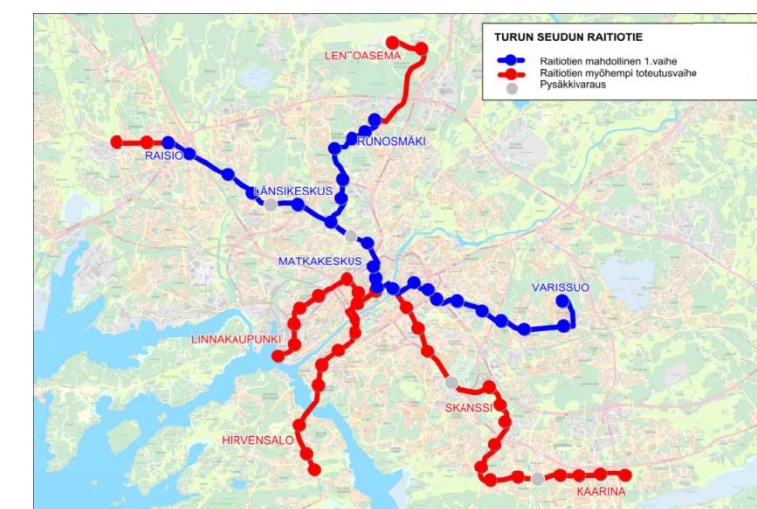 TURUN SEUDUN RAITIOTIE
Raitiotien mahdollinen 1.vaihe
Raitiotien myöhempi toteutusvaihe
Pysäkkivaraus
LENTOASEMA
RUNOSMÄKI
RAISIO
LÄNSIKESKUS
MATKAKESKUS
VARISSUO
LINNAKAUPUNKI
SKANSSI
HIRVENSALO
KAARINA